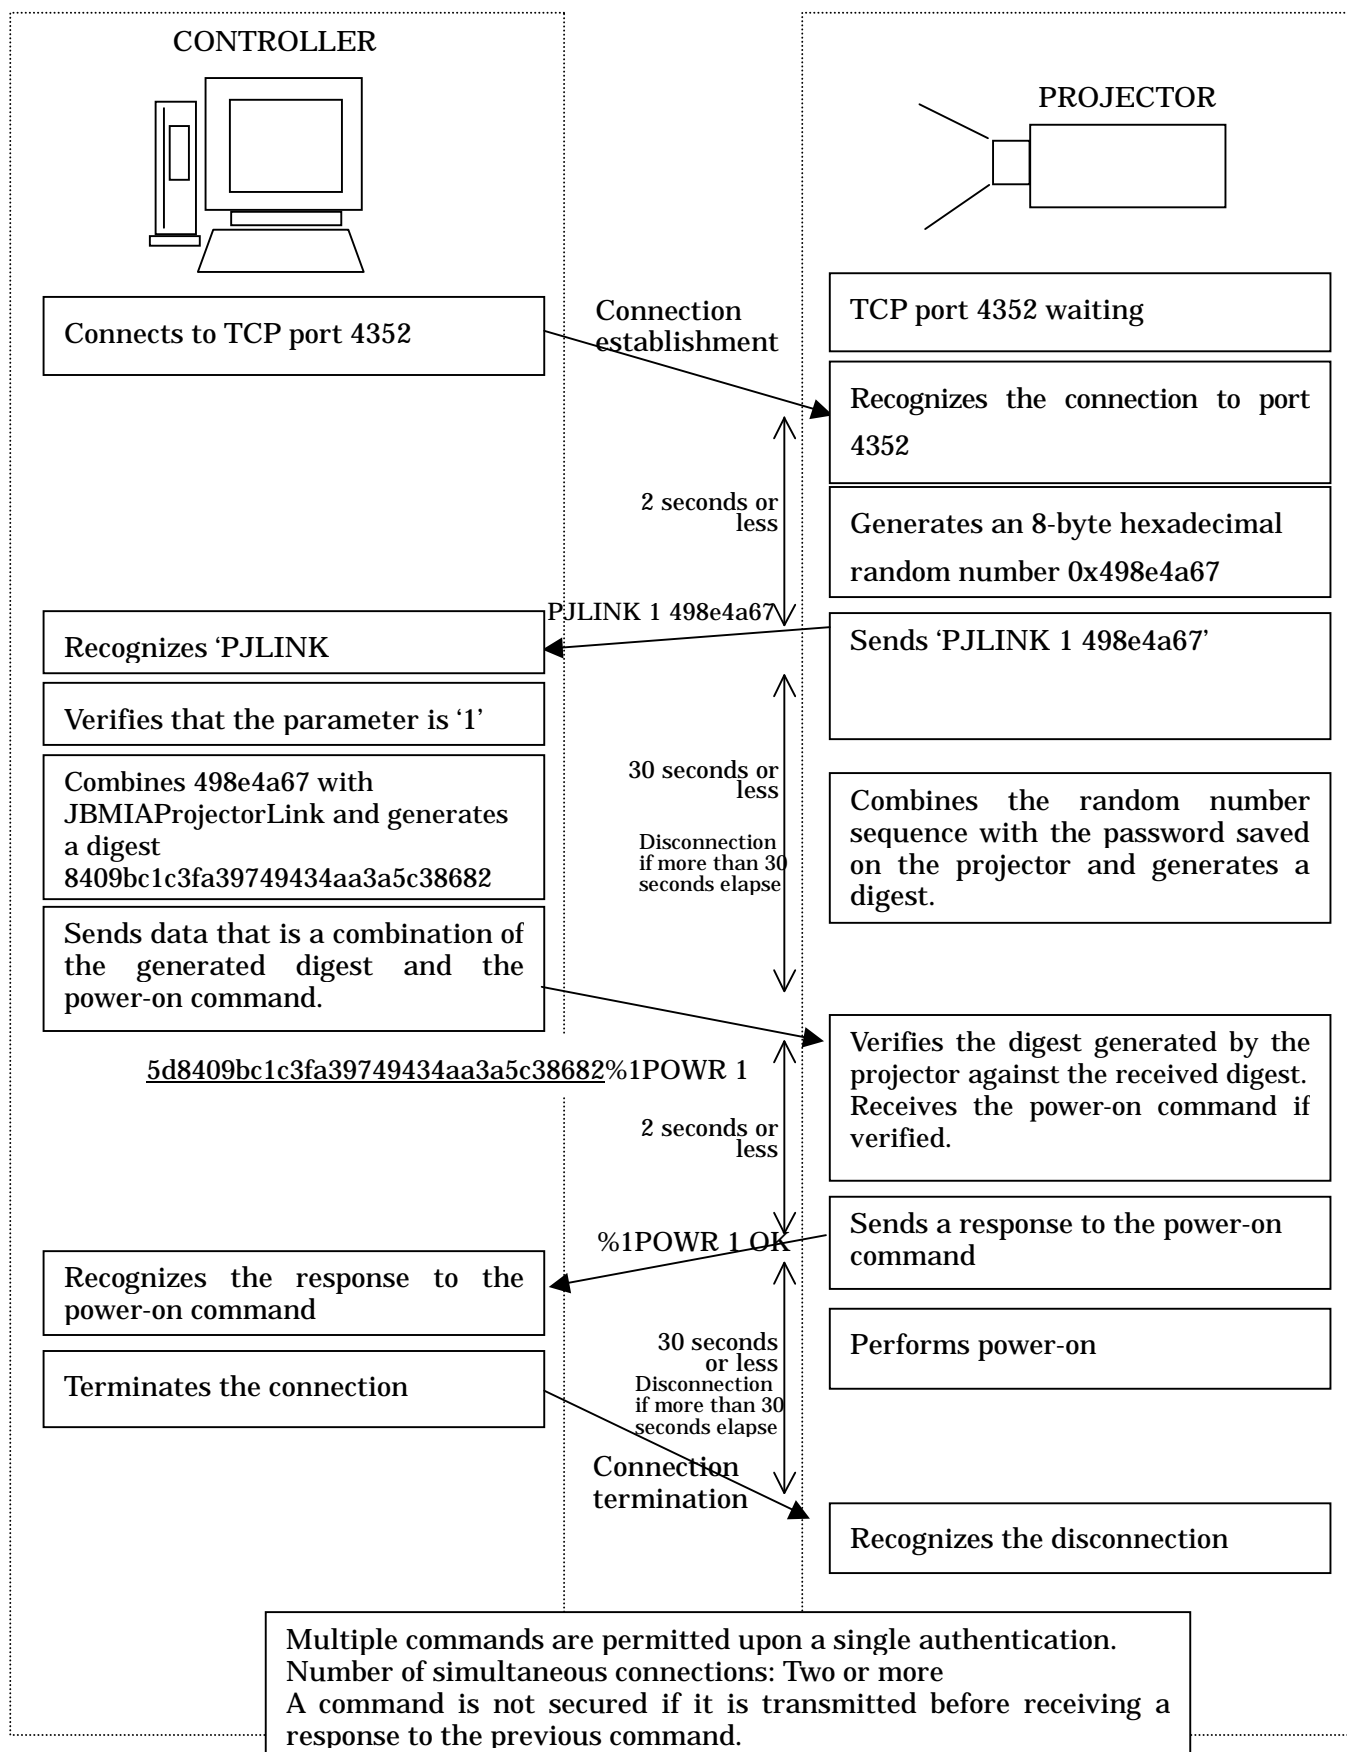 CONTROLLER
PROJECTOR
Connects to TCP port 4352
Connection
establishment
TCP port 4352 waiting
Recognizes the connection to port
4352
2 seconds or
less
Generates an 8-byte hexadecimal
random number 0x498e4a67
PJLINK 1 498e4a67
Recognizes ‘PJLINK
Sends ‘PJLINK 1 498e4a67’
Verifies that the parameter is ‘1’
30 seconds or
less
Disconnection
if more than 30
seconds elapse
Combines 498e4a67 with
JBMIAProjectorLink and generates
a digest
8409bc1c3fa39749434aa3a5c38682
Combines the random number
sequence with the password saved
on the projector and generates a
digest.
Sends data that is a combination of
the generated digest and the
power-on command.
5d8409bc1c3fa39749434aa3a5c38682%1POWR 1
Verifies the digest generated by the
projector against the received digest.
Receives the power-on command if
verified.
2 seconds or
less
%1POWR 1 OK
Sends a response to the power-on
command
Recognizes the response to the
power-on command
30 seconds
or less
Disconnection
if more than 30
seconds elapse
Performs power-on
Terminates the connection
Connection
termination
Recognizes the disconnection
Multiple commands are permitted upon a single authentication.
Number of simultaneous connections: Two or more
A command is not secured if it is transmitted before receiving a
response to the previous command.